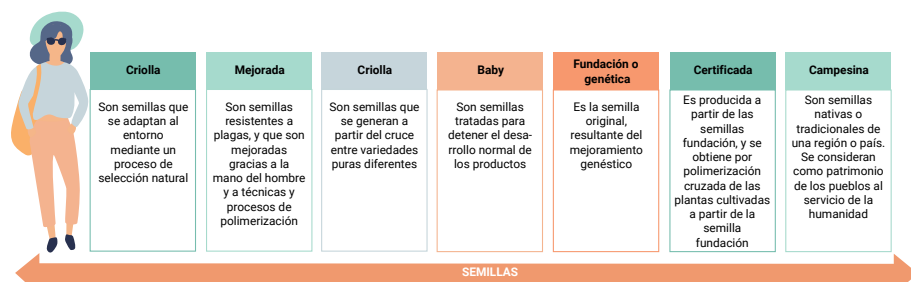 Criolla
Son semillas que
se adaptan al
entorno
mediante un
proceso de
selección natural
Mejorada
Son semillas
resistentes a
plagas, y que son
mejoradas
gracias a la
mano del hombre
y a técnicas y
procesos de
polimerización
Criolla
Son semillas que
se generan a
partir del cruce
entre variedades
puras diferentes
Baby
Son semillas
tratadas para
detener el desa-
rrollo normal de
los productos
Fundación o
genética
Es la semilla
original,
resultante del
mejoramiento
genéstico
Certificada
Es producida a
partir de las
semillas
fundación, y se
obtiene por
polimerización
cruzada de las
plantas cultivadas
a partir de la
semilla
fundación
Campesina
Son semillas
nativas o
tradicionales de
una región o país.
Se consideran
como patrimonio
de los pueblos al
servicio de la
humanidad
SEMILLAS